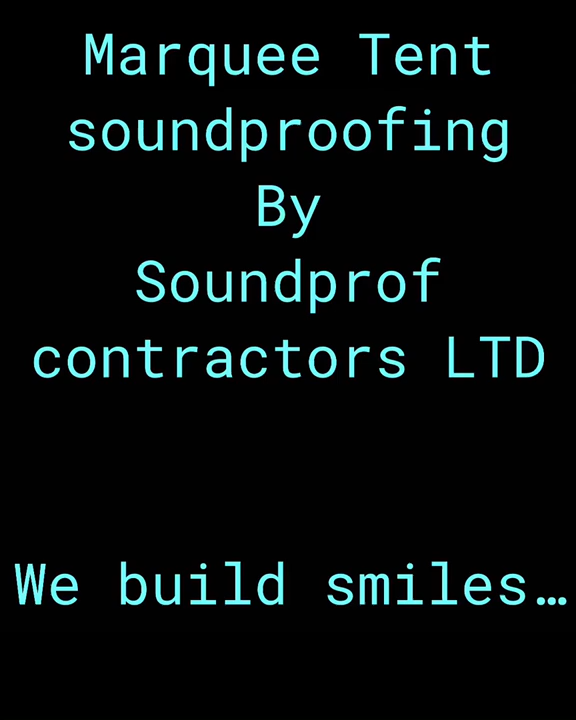 Marquee Tent
soundproofing
By
Soundprof
contractors LTD
We build smiles…